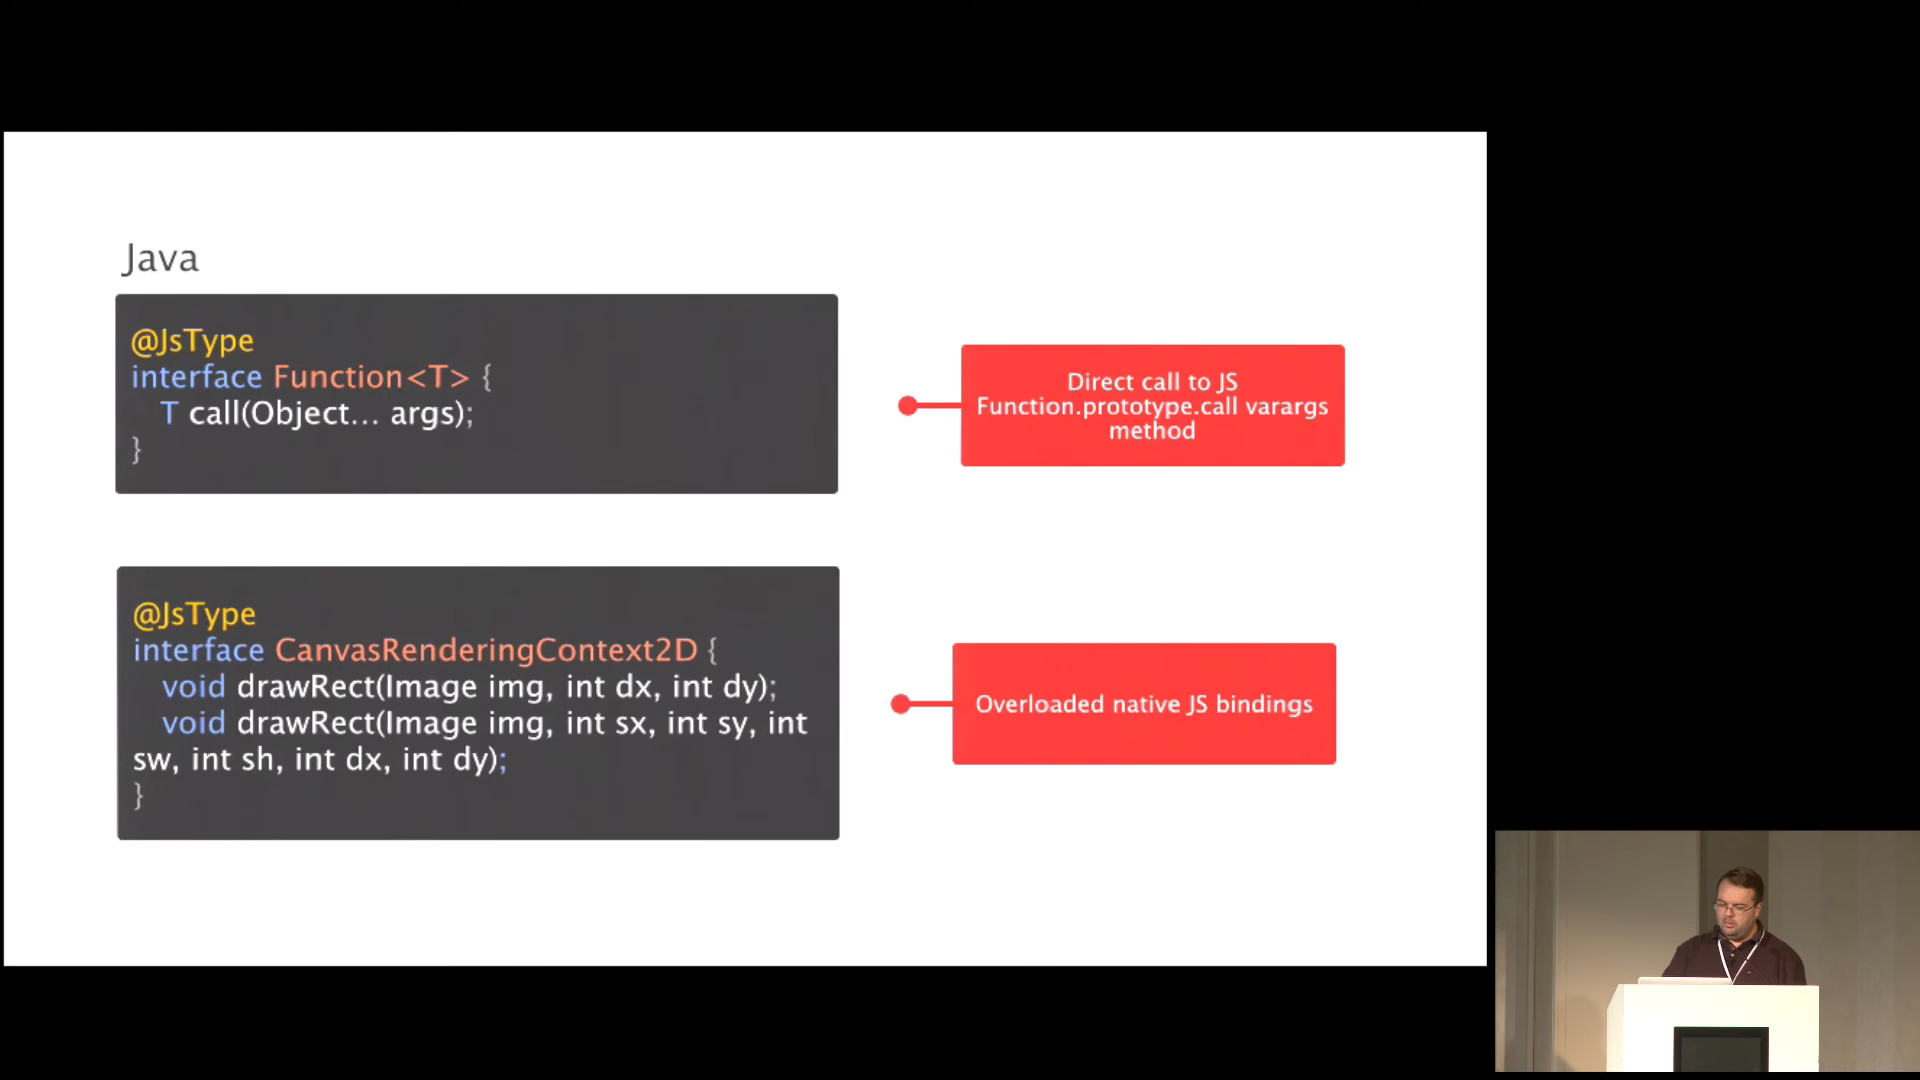 Java
@JsType
interface Function<T> {
T call(Object... args);
}
Direct call to JS
Function.prototype.call varargs
method
@JsType
interface CanvasRenderingContext2D {
void drawRect(Image img, int dx, int dy);
void drawRect(Image img, int sx, int sy, int
sw, int sh, int dx, int dy);
}
Overloaded native JS bindings